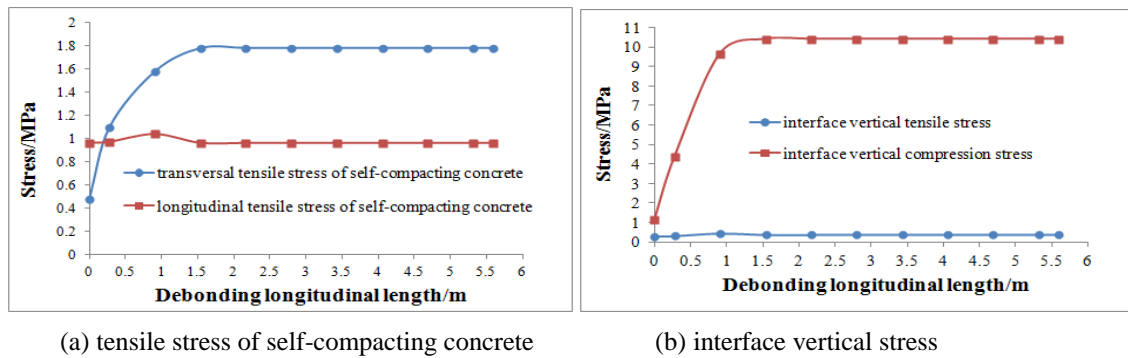 2
1.8
1.6
1.4
1.2
1
0.8
0.6
0.4
0.2
0
Stress/MPa
transversal tensile stress of self-compacting concrete
longitudinal tensile stress of self-compacting concrete
0 0.5 1 1.5 2 2.5 3 3.5 4 4.5 5 5.5 6
Debonding longitudinal length/m
(a) tensile stress of self-compacting concrete
11
10
9
8
7
6
5
4
3
2
1
0
Stress/MPa
interface vertical tensile stress
interface vertical compression stress
0 0.5 1 1.5 2 2.5 3 3.5 4 4.5 5 5.5 6
Debonding longitudinal length/m
(b) interface vertical stress